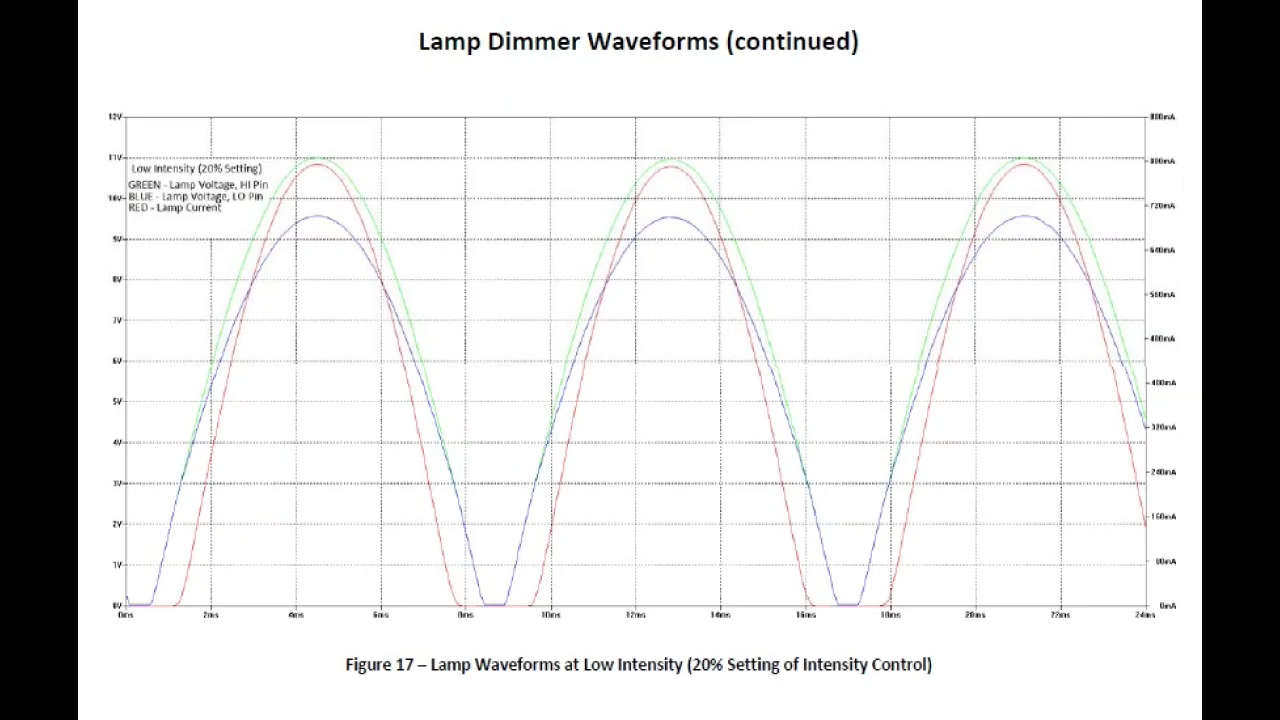 Lamp Dimmer Waveforms (continued)
12V
11V
10V
9V
8V
7V
6V
5V
4V
3V
2V
1V
0V
Low Intensity (20% Setting)
GREEN - Lamp Voltage, HI Pin
BLUE - Lamp Voltage, LO Pin
RED - Lamp Current
880mA
800mA
720mA
640mA
560mA
480mA
400mA
320mA
240mA
160mA
80mA
0mA
0ms 2ms 4ms 6ms 8ms 10ms 12ms 14ms 16ms 18ms 20ms 22ms 24ms
Figure 17 – Lamp Waveforms at Low Intensity (20% Setting of Intensity Control)